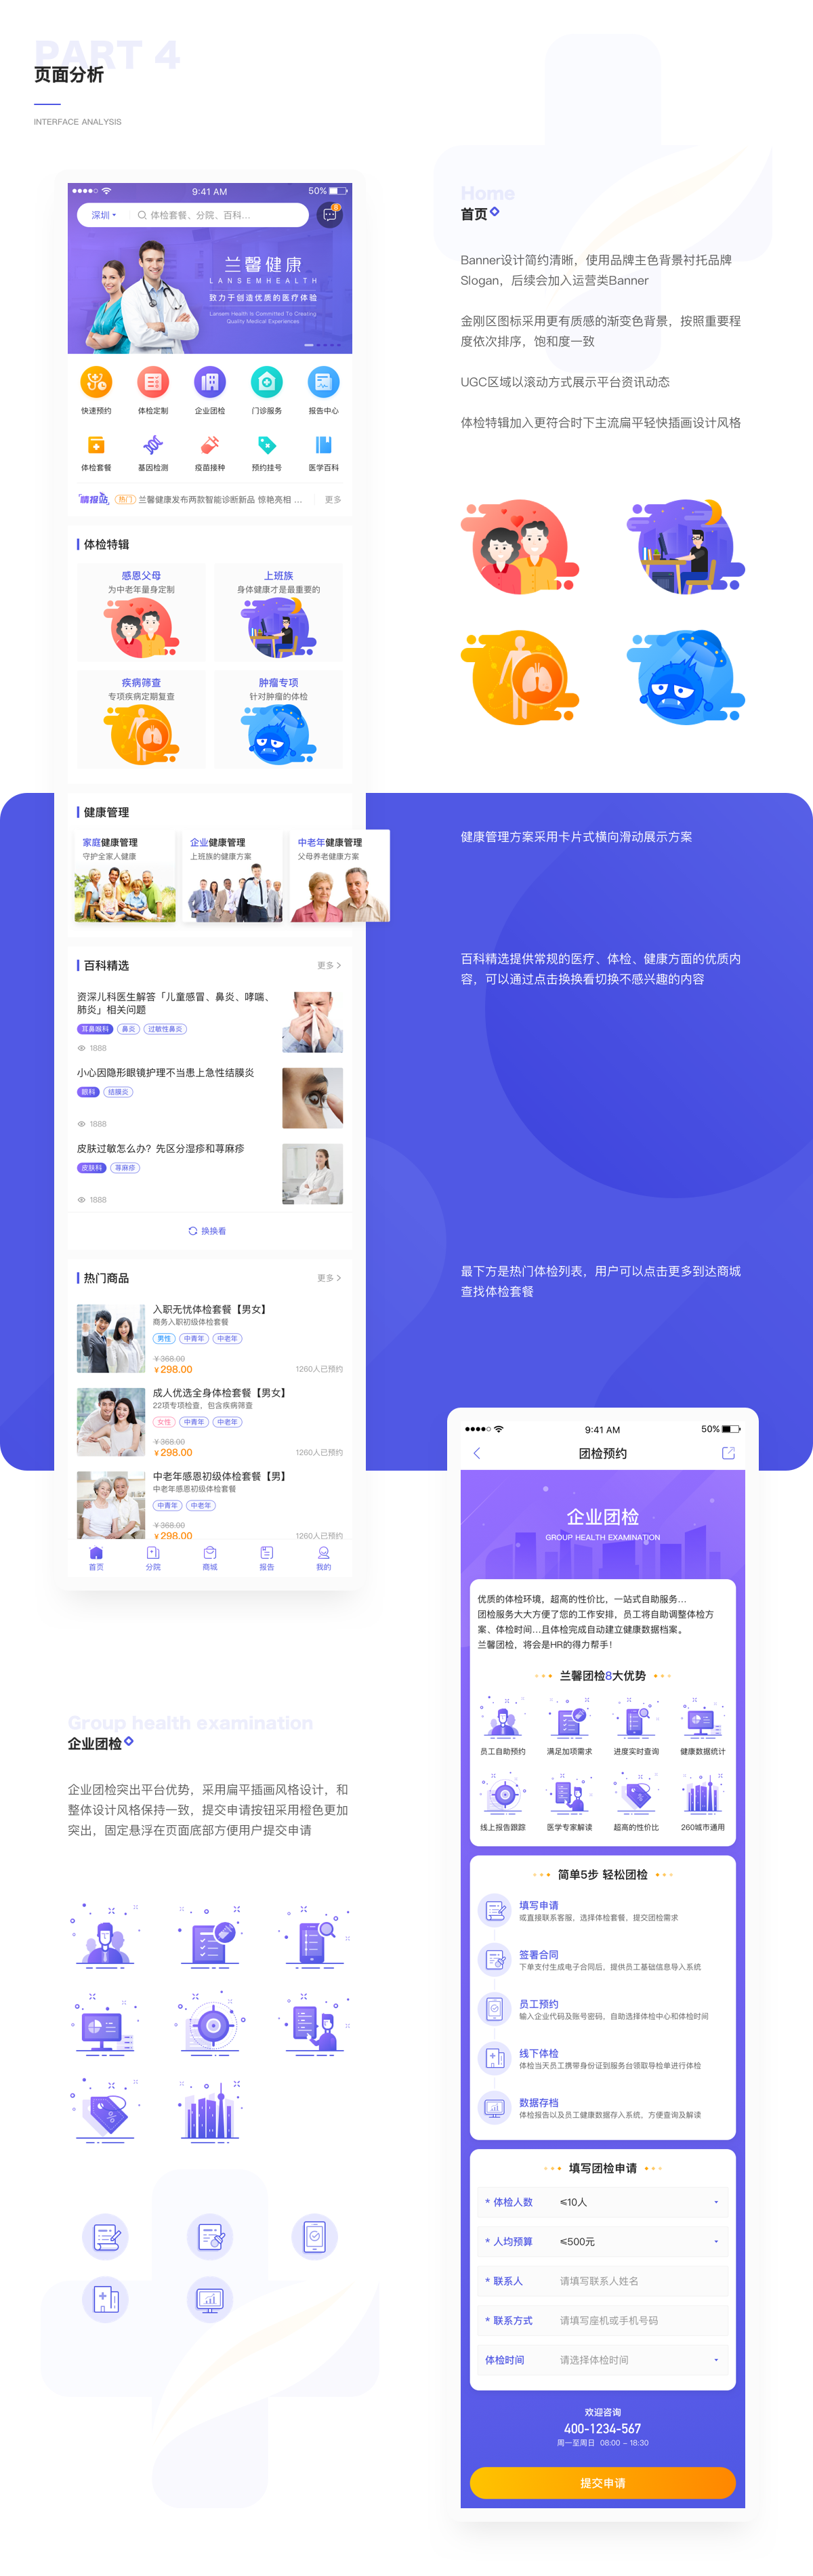 PART 4
页面分析
INTERFACE ANALYSIS
9:41 AM
50%
深圳
体检套餐、分院、百科...
兰馨健康
LANSEMHEALTH
致力于创造优质的医疗体验
Lansem Health Is Committed To Creating
Quality Medical Experiences
快速预约
体检定制
企业团检
门诊服务
报告中心
体检套餐
基因检测
疫苗接种
预约挂号
医学百科
情报站
热门
兰馨健康发布两款智能诊断新品 惊艳亮相 ...
更多
体检特辑
感恩父母
为中老年量身定制
上班族
身体健康才是最重要的
疾病筛查
专项疾病定期复查
肿瘤专项
针对肿瘤的体检
健康管理
家庭健康管理
守护全家人健康
企业健康管理
上班族的健康方案
中老年健康管理
父母养老健康方案
百科精选
更多
资深儿科医生解答「儿童感冒、鼻炎、哮喘、
肺炎」相关问题
耳鼻喉科
鼻炎
过敏性鼻炎
1888
小心因隐形眼镜护理不当患上急性结膜炎
眼科
结膜炎
1888
皮肤过敏怎么办？先区分湿疹和荨麻疹
皮肤科
荨麻疹
1888
换换看
热门商品
更多
入职无忧体检套餐【男女】
商务入职初级体检套餐
男性
中青年
中老年
¥368.00
¥298.00
1260人已预约
成人优选全身体检套餐【男女】
22项专项检查，包含疾病筛查
女性
中青年
中老年
¥368.00
¥298.00
1260人已预约
中老年感恩初级体检套餐【男】
中老年感恩初级体检套餐
中青年
中老年
¥368.00
¥298.00
1260人已预约
首页
分院
商城
报告
我的
Home
首页
Banner设计简约清晰，使用品牌主色背景衬托品牌
Slogan，后续会加入运营类Banner
金刚区图标采用更有质感的渐变色背景，按照重要程
度依次排序，饱和度一致
UGC区域以滚动方式展示平台资讯动态
体检特辑加入更符合时下主流扁平轻快插画设计风格
健康管理方案采用卡片式横向滑动展示方案
百科精选提供常规的医疗、体检、健康方面的优质内
容，可以通过点击换换看切换不感兴趣的内容
最下方是热门体检列表，用户可以点击更多到达商城
查找体检套餐
Group health examination
企业团检
企业团检突出平台优势，采用扁平插画风格设计，和
整体设计风格保持一致，提交申请按钮采用橙色更加
突出，固定悬浮在页面底部方便用户提交申请
9:41 AM
50%
团检预约
企业团检
GROUP HEALTH EXAMINATION
优质的体检环境，超高的性价比，一站式自助服务...
团检服务大大方便了您的工作安排，员工将自助调整体检方
案、体检时间...且体检完成自动建立健康数据档案。
兰馨团检，将会是HR的得力帮手！
兰馨团检8大优势
员工自助预约
满足加项需求
进度实时查询
健康数据统计
线上报告跟踪
医学专家解读
超高的性价比
260城市通用
简单5步 轻松团检
填写申请
或直接联系客服，选择体检套餐，提交团检需求
签署合同
下单支付生成电子合同后，提供员工基础信息导入系统
员工预约
输入企业代码及账号密码，自助选择体检中心和体检时间
线下体检
体检当天员工携带身份证到服务台领取导检单进行体检
数据存档
体检报告以及员工健康数据存入系统，方便查询及解读
填写团检申请
* 体检人数
≤10人
* 人均预算
≤500元
* 联系人
请填写联系人姓名
* 联系方式
请填写座机或手机号码
体检时间
请选择体检时间
欢迎咨询
400-1234-567
周一至周日 08:00 - 18:30
提交申请